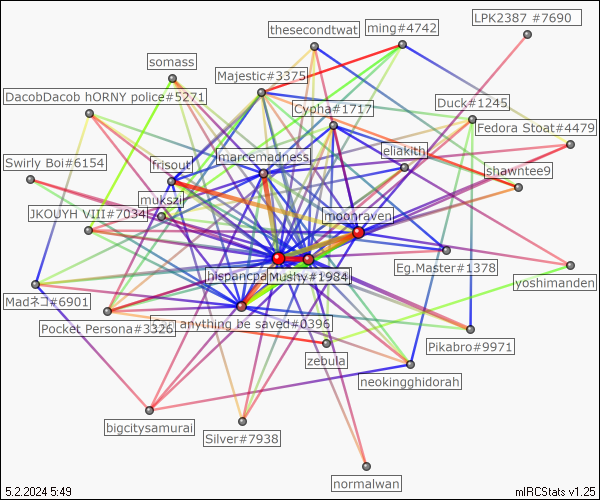 LPK2387 #7690
thesecondtwat
ming#4742
somass
Majestic#3375
DacobDacob hORNY police#5271
Cypha#1717
Duck#1245
Fedora Stoat#4479
Swirly Boi#6154
frisout
marcemadness
eliakith
shawntee9
mukszii
JKOUYH VIII#7034
moonraven
hispancpa
Mushy#1984
Eg.Master#1378
yoshimanden
Madネコ#6901
Pocket Persona#3326
anything be saved#0396
Pikabro#9971
zebula
neokingghidorah
bigcitysamurai
Silver#7938
normalwan
5.2.2024 5:49
mIRCStats v1.25